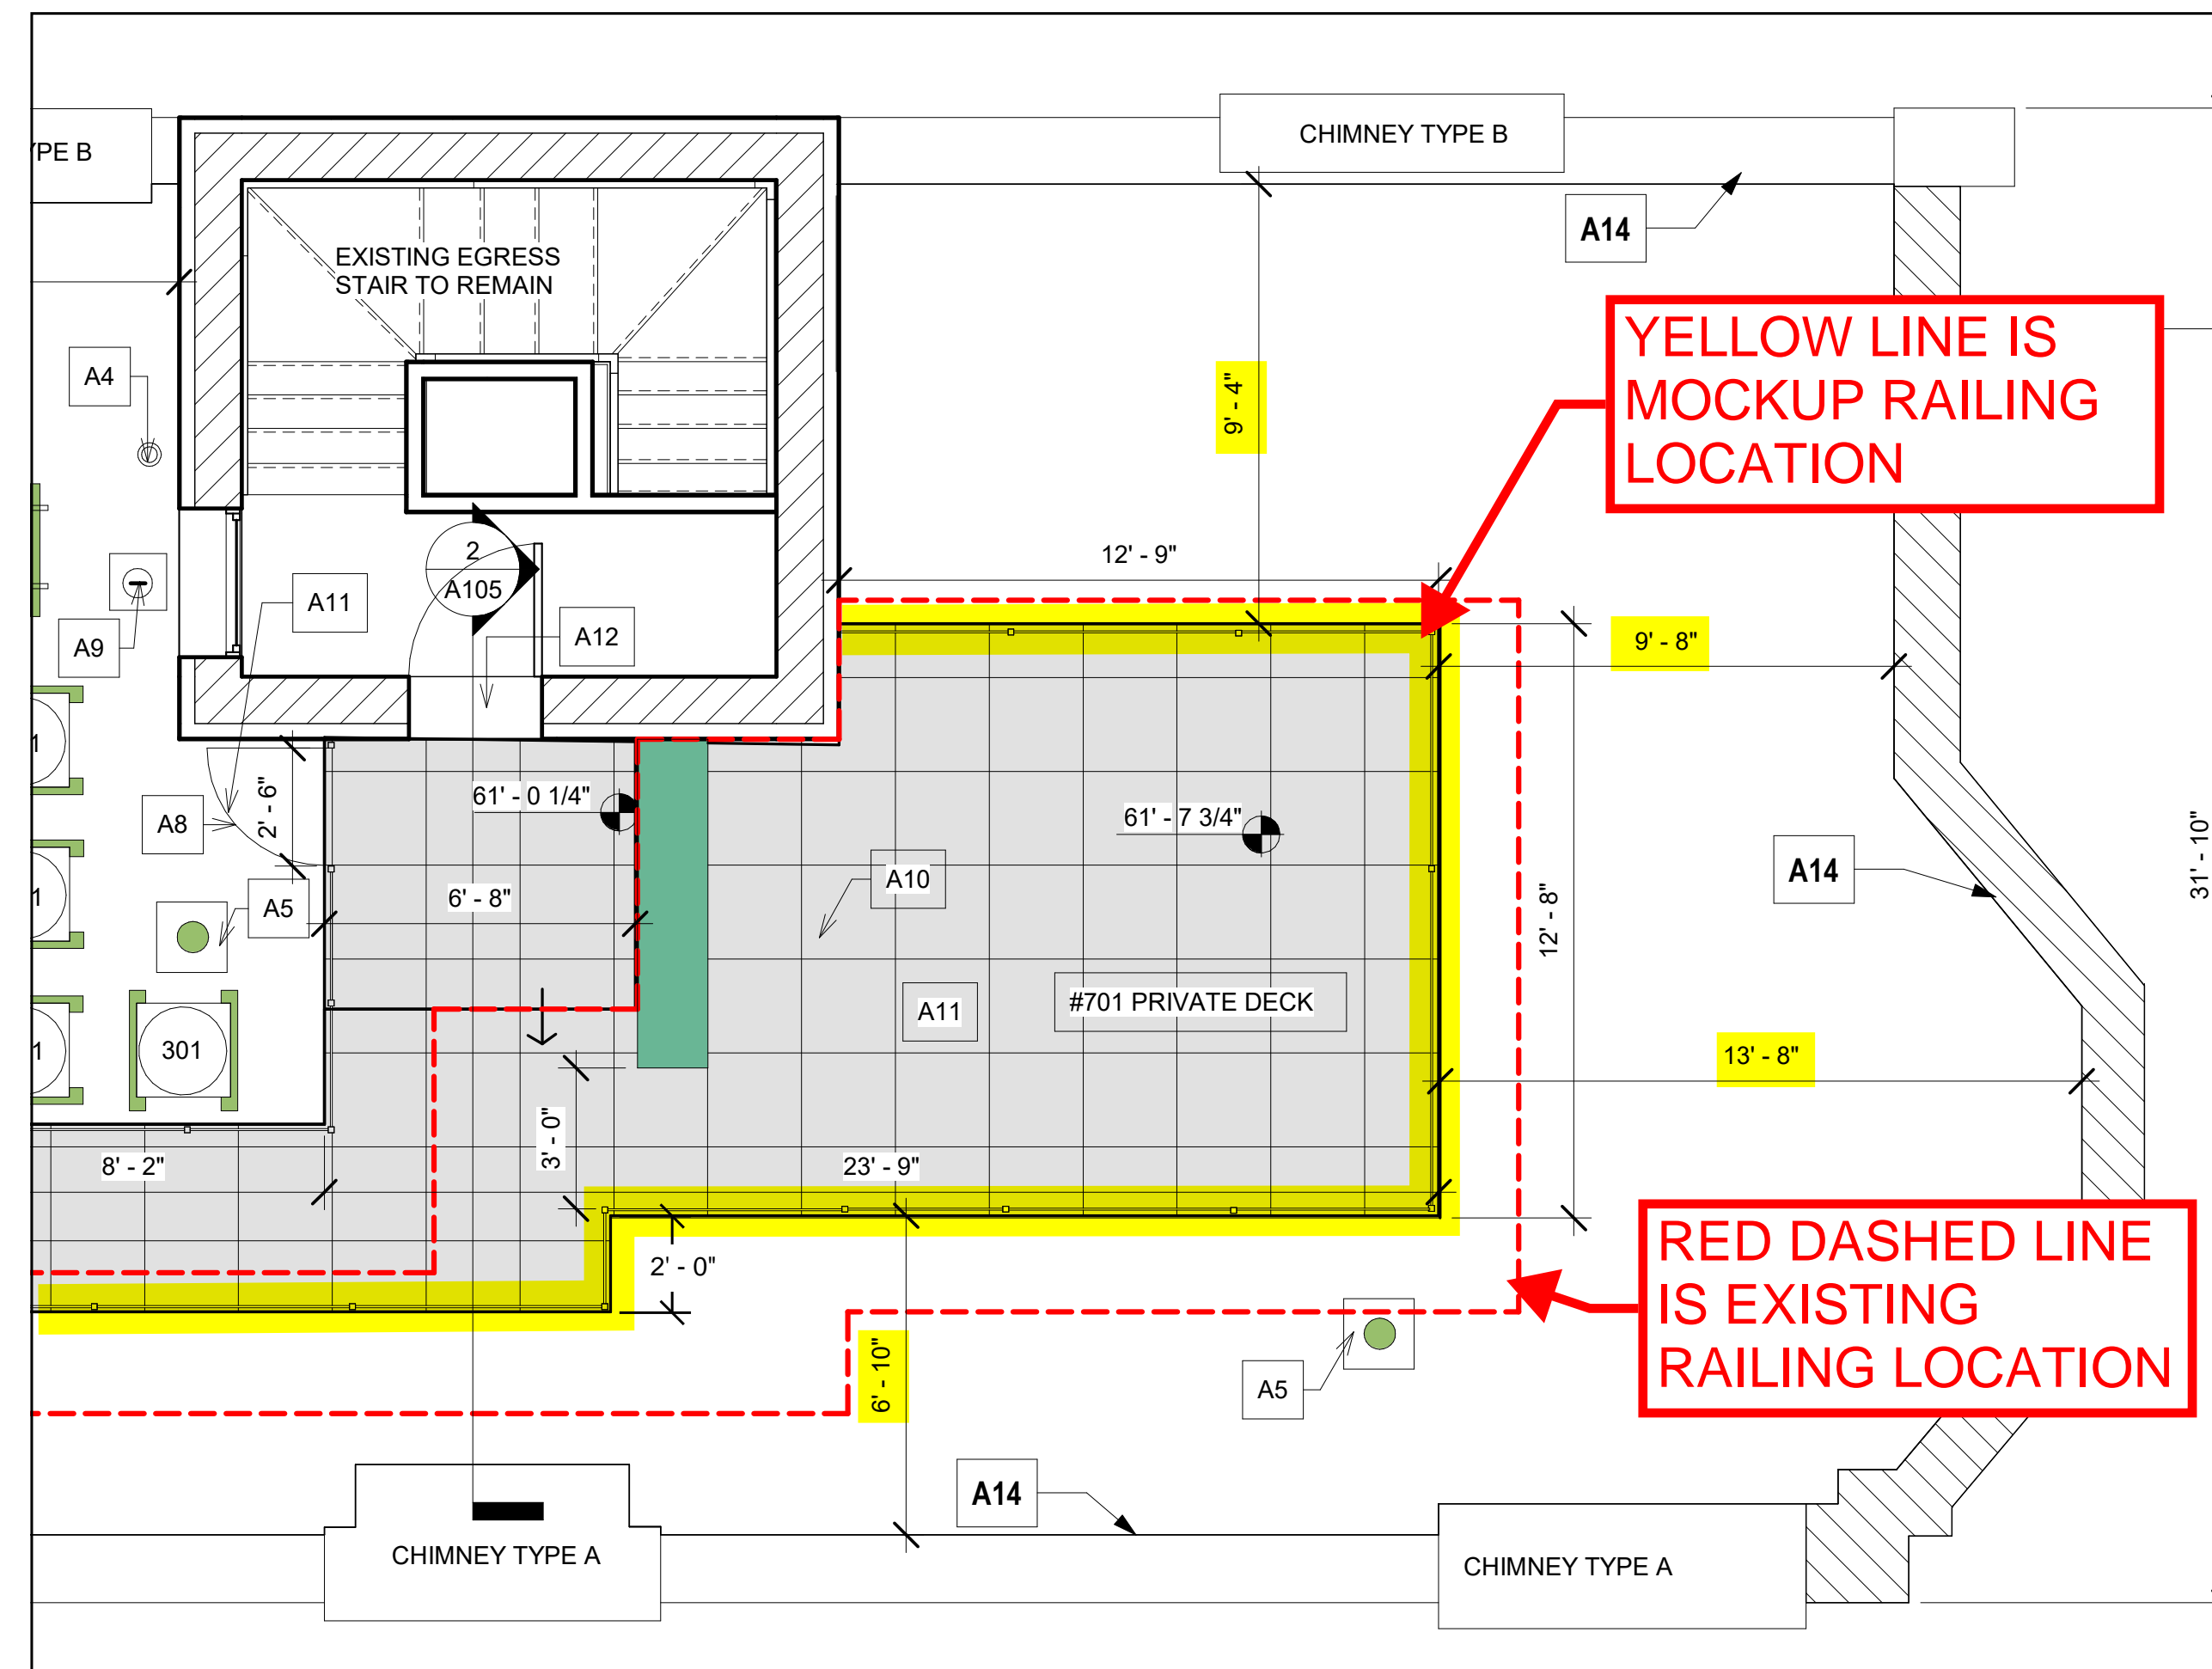 YPE B
CHIMNEY TYPE B
A14
EXISTING EGRESS
STAIR TO REMAIN
YELLOW LINE IS
MOCKUP RAILING
LOCATION
A4
9' - 4"
2
A105
12' - 9"
A11
A12
A9
9' - 8"
1
61' - 0 1/4"
61' - 7 3/4"
2' - 6"
A8
A10
A14
31' - 10"
6' - 8"
A5
1
12' - 8"
A11
#701 PRIVATE DECK
1
301
13' - 8"
3' - 0"
8' - 2"
23' - 9"
2' - 0"
RED DASHED LINE
IS EXISTING
RAILING LOCATION
6' - 10"
A5
A14
CHIMNEY TYPE A
CHIMNEY TYPE A